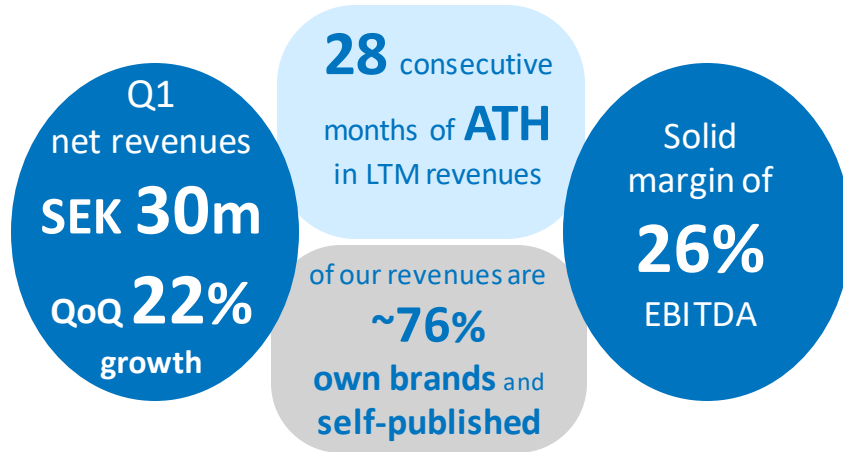 Q1
net revenues
SEK 30m
QoQ 22%
growth
28 consecutive
months of ATH
in LTM revenues
of our revenues are
~76%
own brands and
self-published
Solid
margin of
26%
EBITDA